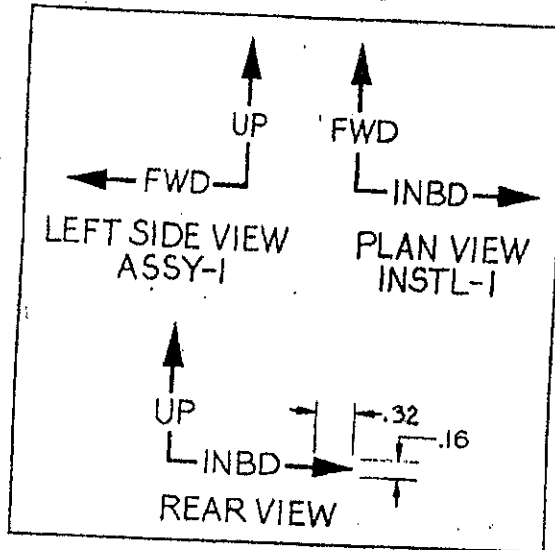 UP
FWD
LEFT SIDE VIEW
ASSY-1
FWD
INBD
PLAN VIEW
INSTL-1
UP
INBD
.32
.16
REAR VIEW